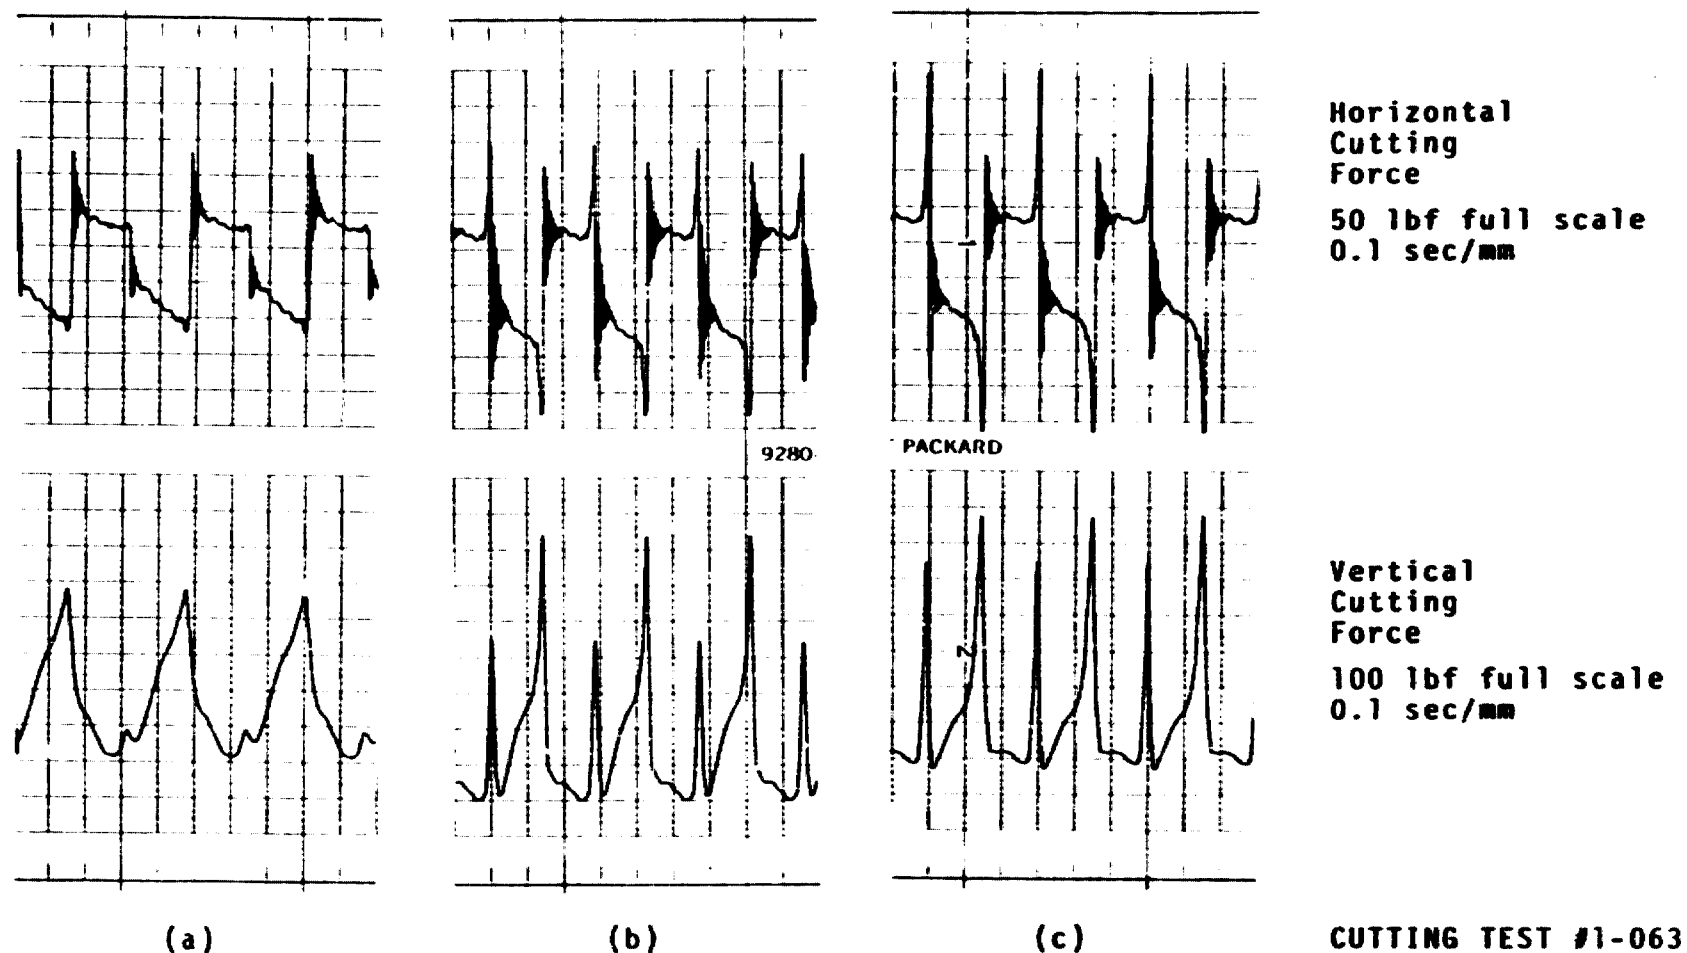 Horizontal
Cutting
Force
50 lbf full scale
0.1 sec/mm
9280
PACKARD
Vertical
Cutting
Force
100 lbf full scale
0.1 sec/mm
(a)
(b)
(c)
CUTTING TEST #1-063